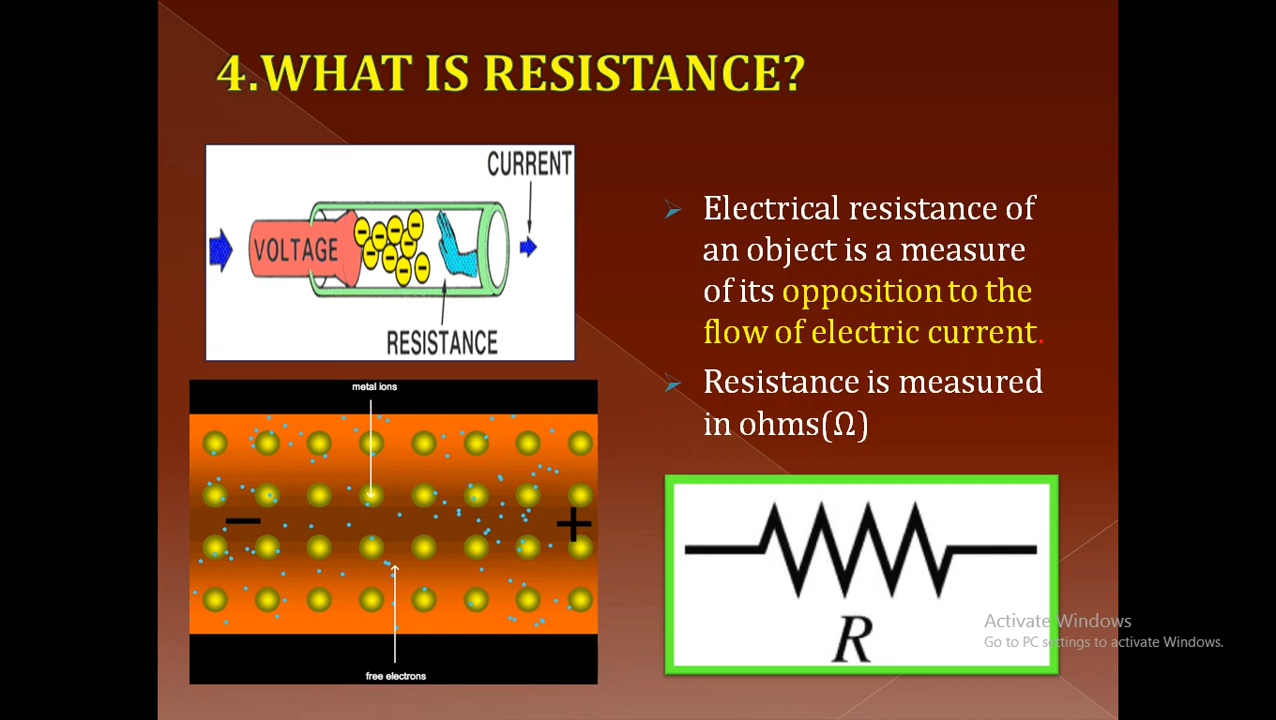 4.WHAT IS RESISTANCE?
CURRENT
VOLTAGE
RESISTANCE
metal ions
free electrons
Electrical resistance of
an object is a measure
of its opposition to the
flow of electric current.
Resistance is measured
in ohms(Ω)
R
Activate Windows
Go to PC settings to activate Windows.